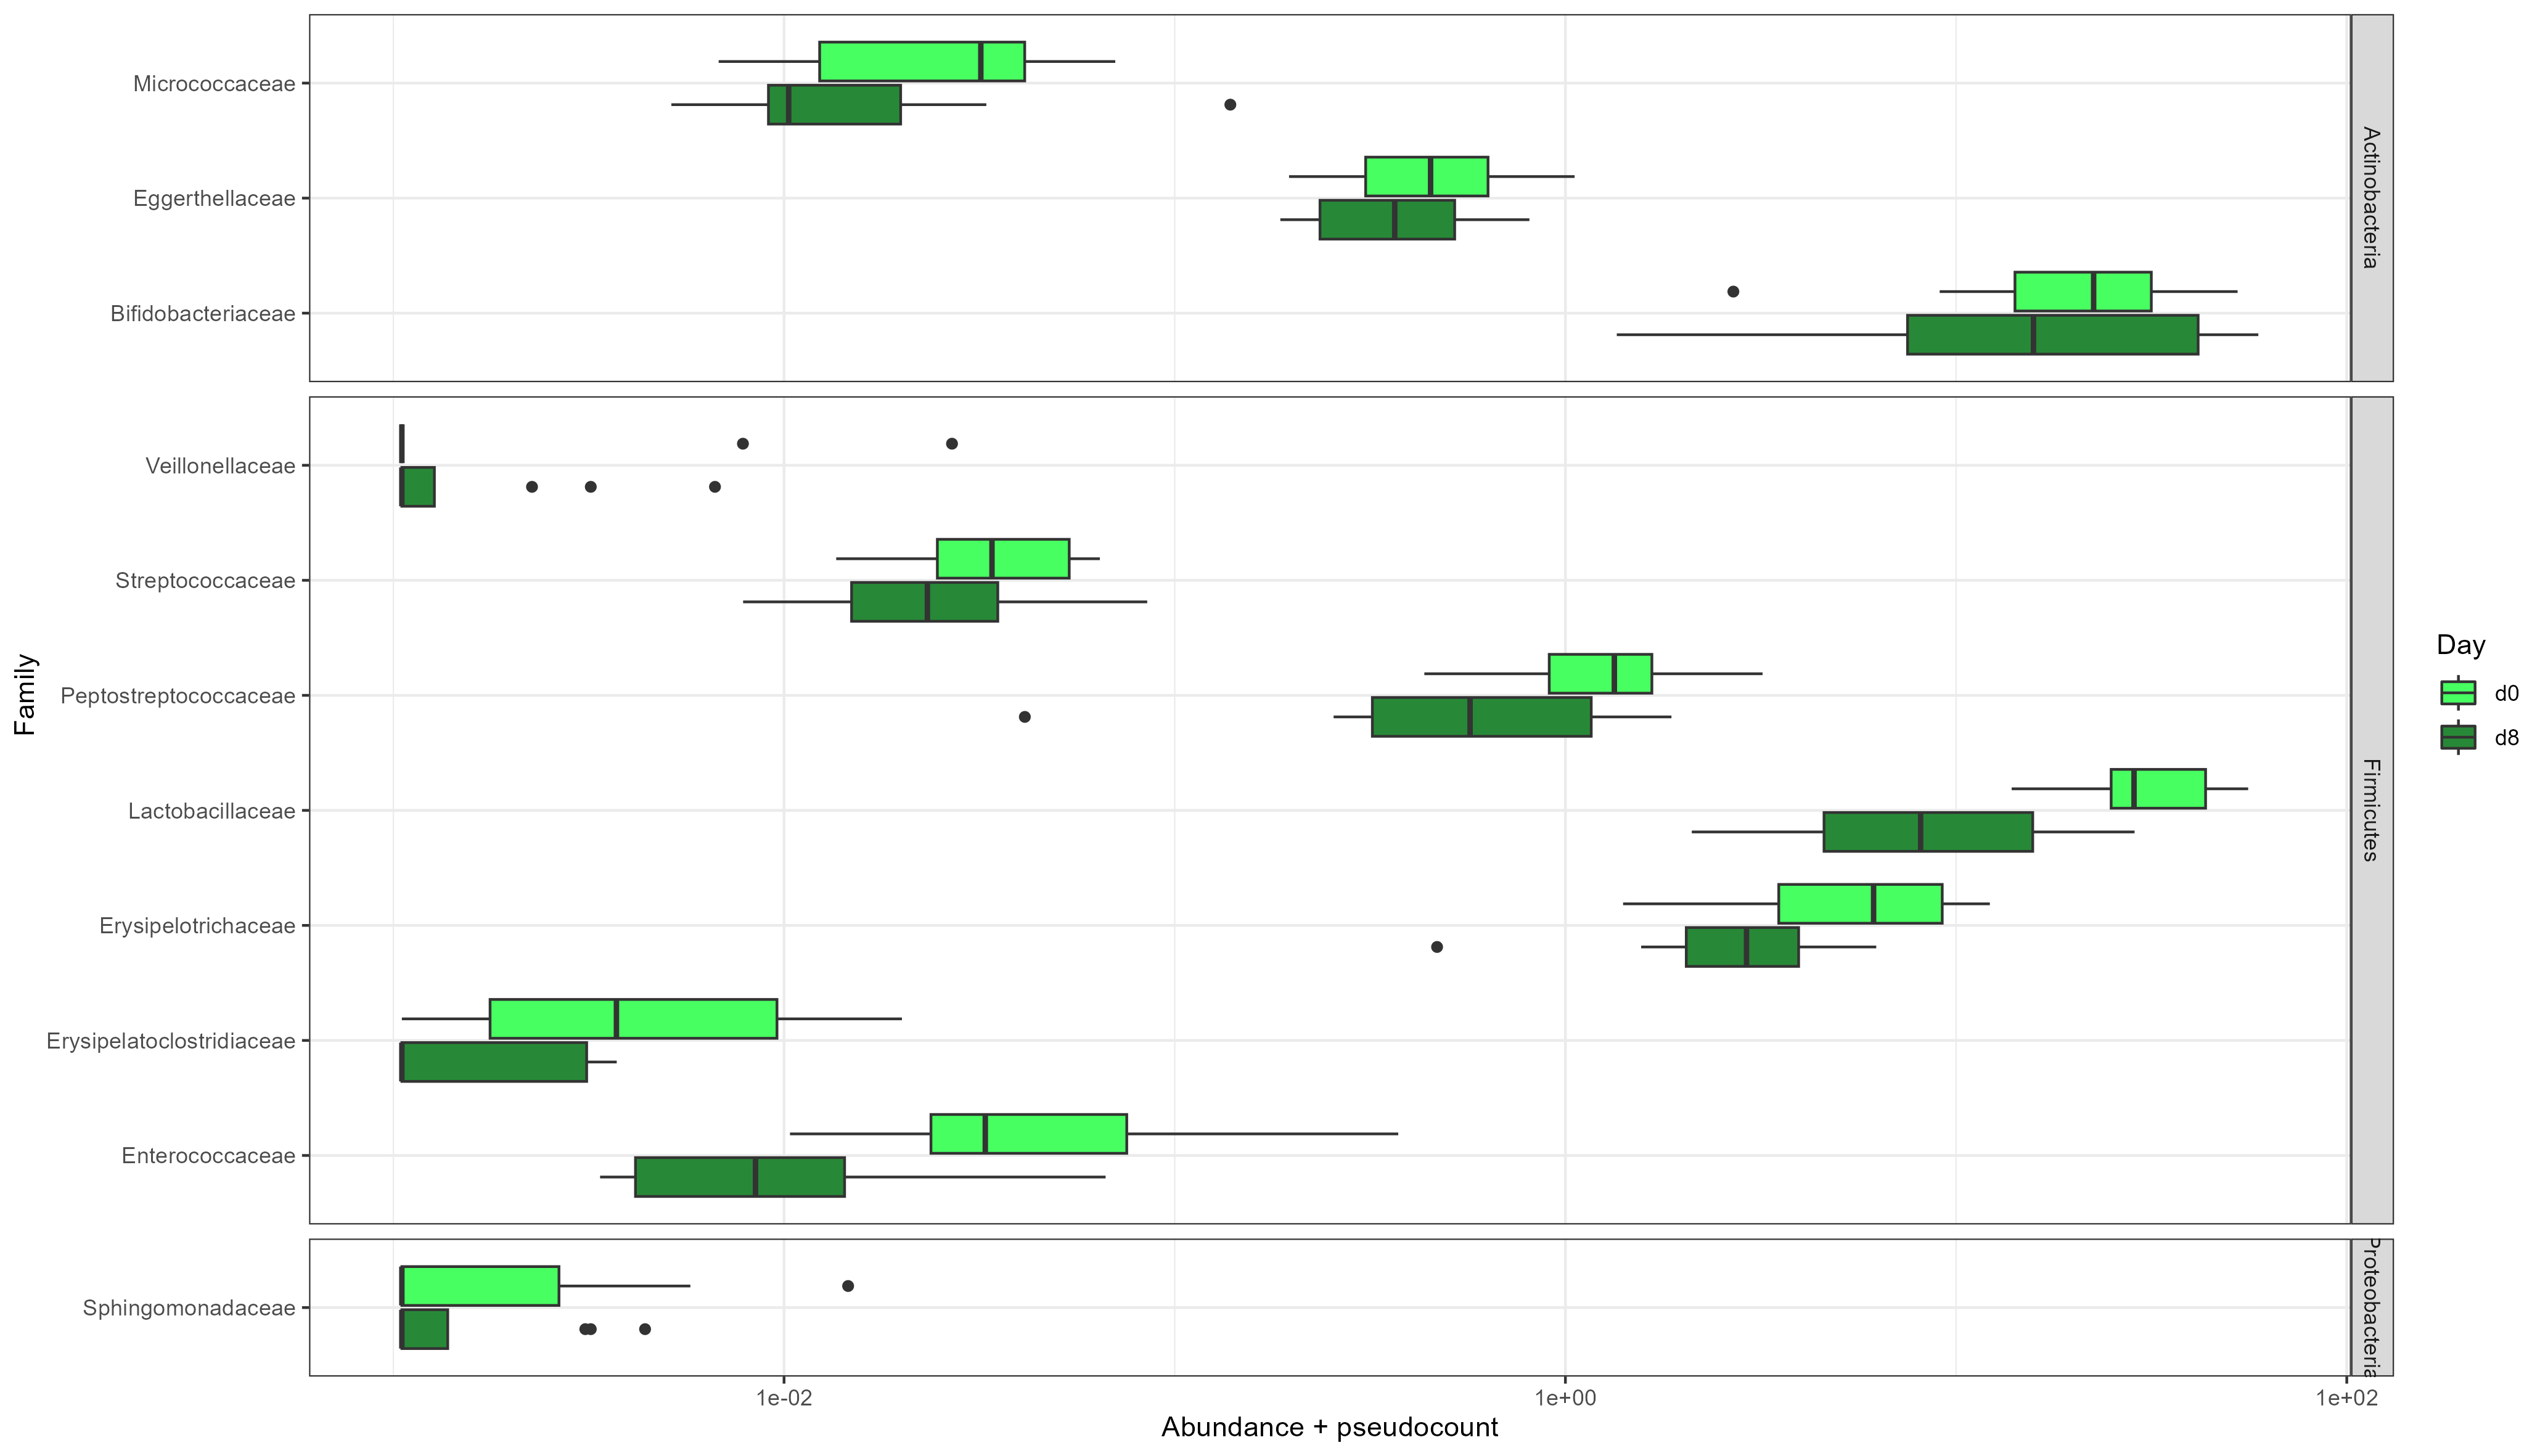 Micrococcaceae
Eggerthellaceae
Bifidobacteriaceae
Actinobacteria
Veillonellaceae
Streptococcaceae
Peptostreptococcaceae
Lactobacillaceae
Erysipelotrichaceae
Erysipelatoclostridiaceae
Enterococcaceae
Firmicutes
Sphingomonadaceae
Proteobacteria
Family
1e-02 1e+00 1e+02
Abundance + pseudocount
Day
d0
d8